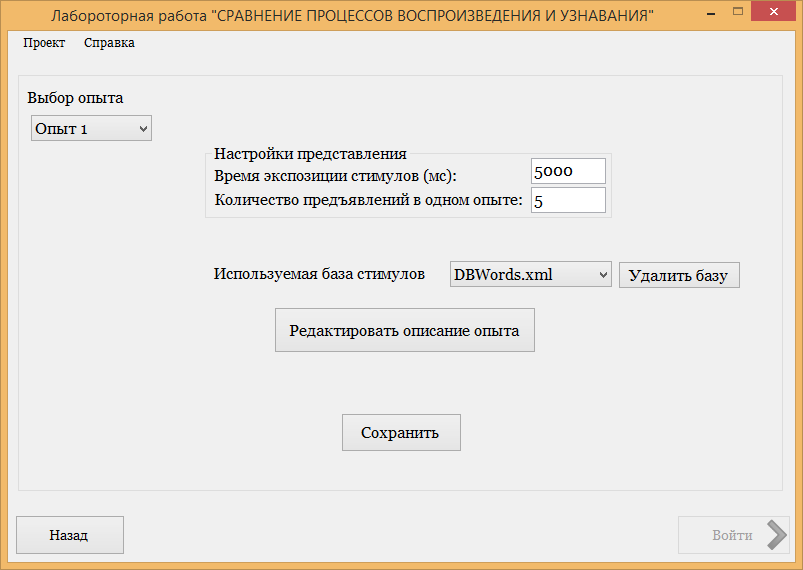 Лабороторная работа "СРАВНЕНИЕ ПРОЦЕССОВ ВОСПРОИЗВЕДЕНИЯ И УЗНАВАНИЯ"
Проект Справка
Выбор опыта
Опыт 1
Настройки представления
Время экспозиции стимулов (мс): 5000
Количество предъявлений в одном опыте: 5
Используемая база стимулов DBWords.xml Удалить базу
Редактировать описание опыта
Сохранить
Назад Войти